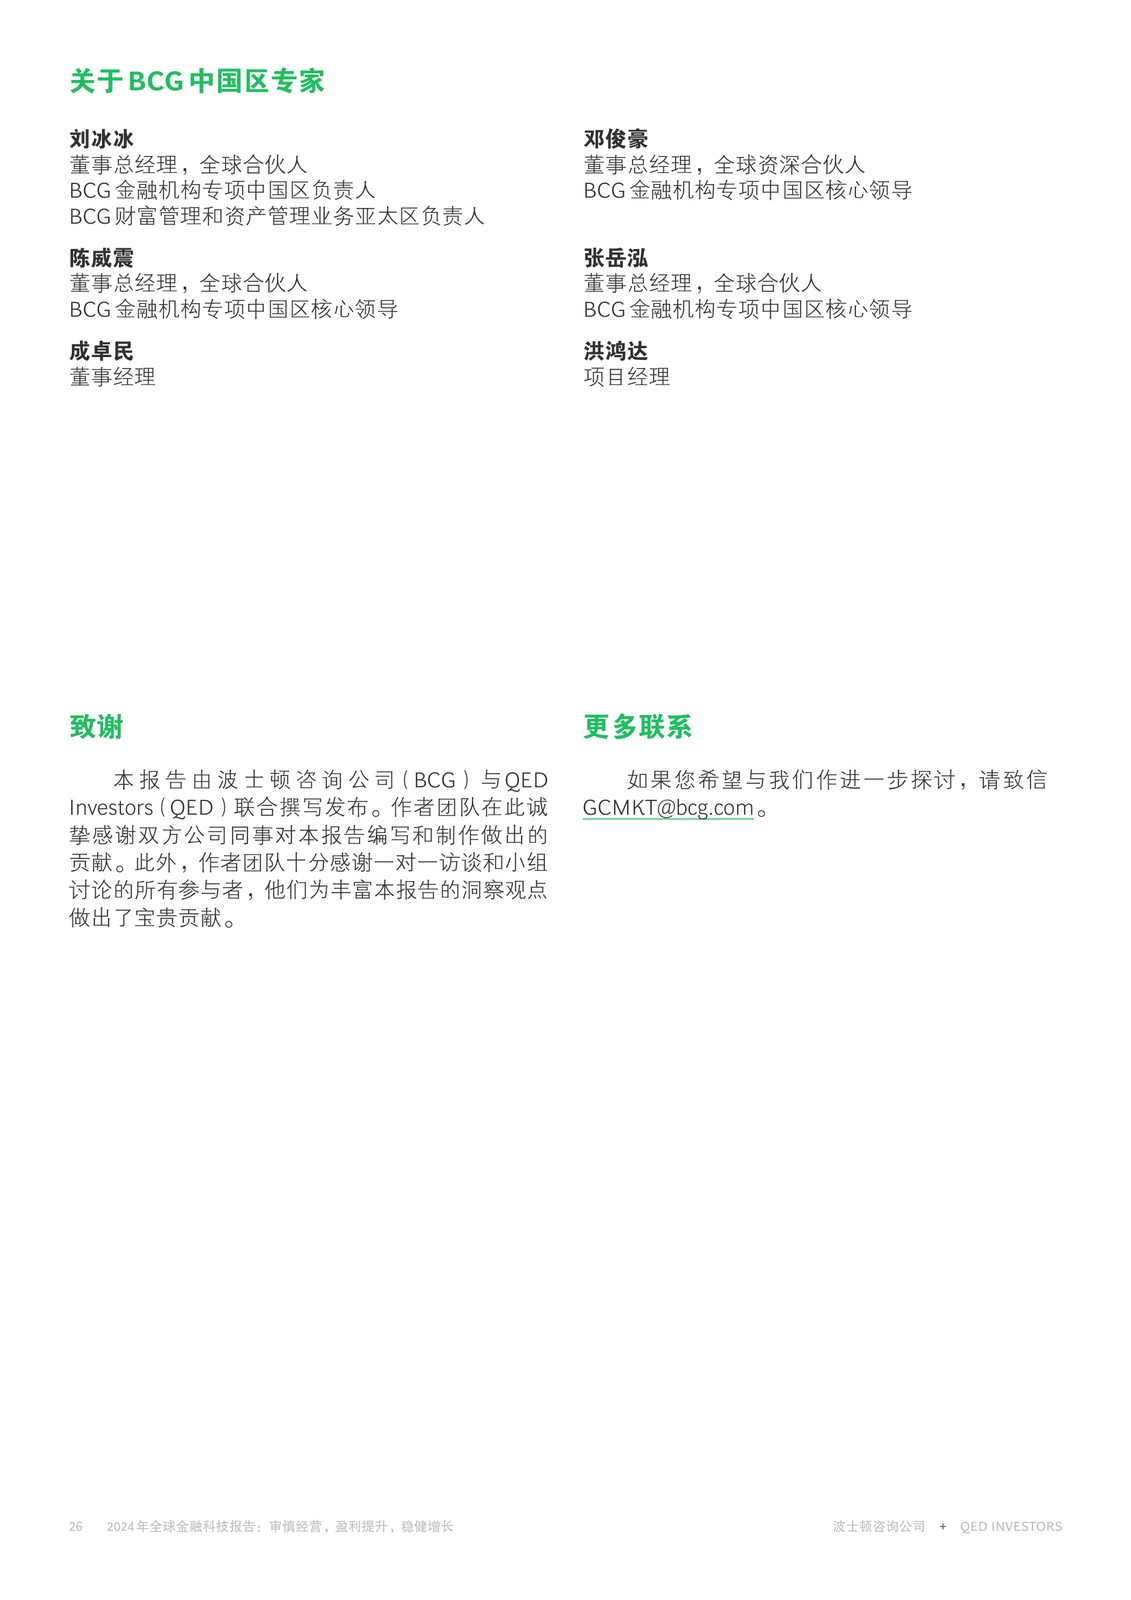 关于BCG中国区专家
刘冰冰
董事总经理，全球合伙人
BCG金融机构专项中国区负责人
BCG财富管理和资产管理业务亚太区负责人
邓俊豪
董事总经理，全球资深合伙人
BCG金融机构专项中国区核心领导
陈威震
董事总经理，全球合伙人
BCG金融机构专项中国区核心领导
张岳泓
董事总经理，全球合伙人
BCG金融机构专项中国区核心领导
成卓民
董事经理
洪鸿达
项目经理
致谢
本报告由波士顿咨询公司（BCG）与QED
Investors（QED）联合撰写发布。作者团队在此诚
挚感谢双方公司同事对本报告编写和制作做出的
贡献。此外，作者团队十分感谢一对一访谈和小组
讨论的所有参与者，他们为丰富本报告的洞察观点
做出了宝贵贡献。
更多联系
如果您希望与我们作进一步探讨，请致信
GCMKT@bcg.com。
26 2024年全球金融科技报告：审慎经营，盈利提升，稳健增长
波士顿咨询公司 + QED INVESTORS